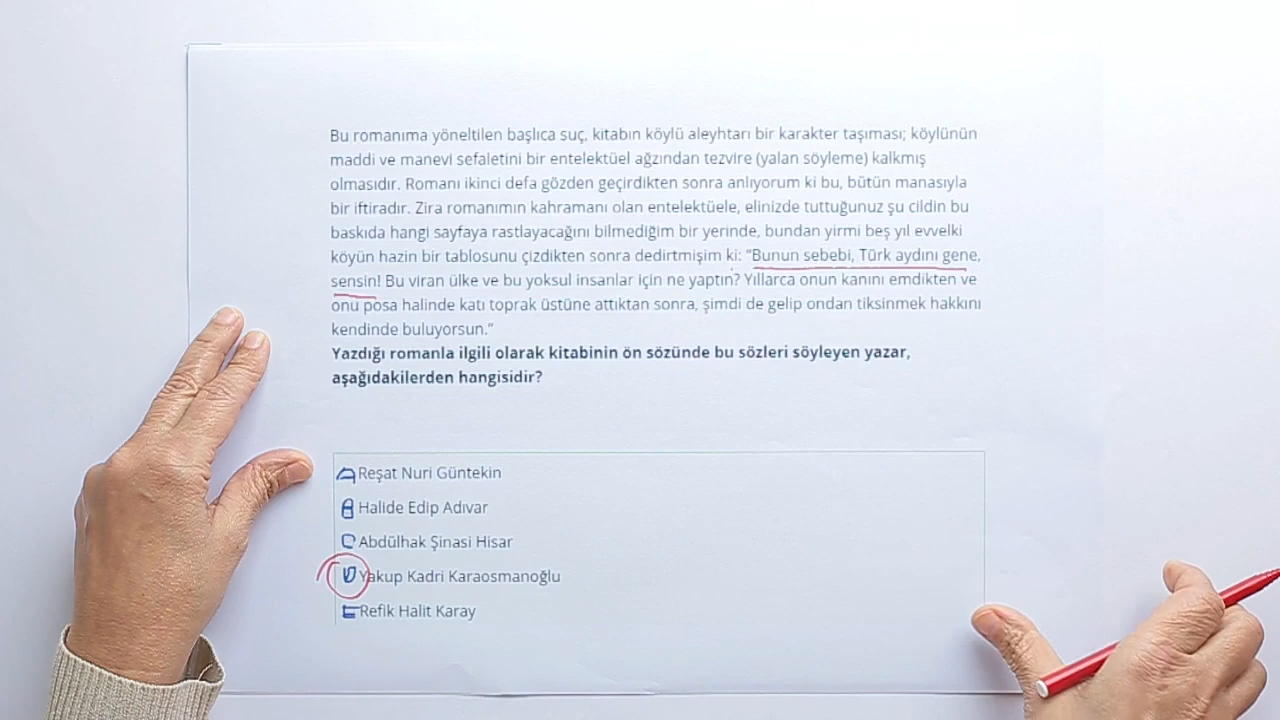 Bu romanıma yöneltilen başlıca suç, kitabın köylü aleyhtarı bir karakter taşıması; köylünün
maddi ve manevi sefaletini bir entelektüel ağzından tezvire (yalan söyleme) kalkmış
olmasıdır. Romanı ikinci defa gözden geçirdikten sonra anlıyorum ki bu, bütün manasıyla
bir iftiradır. Zira romanımın kahramanı olan entelektüele, elinizde tuttuğunuz şu cildin bu
baskıda hangi sayfaya rastlayacağını bilmediğim bir yerinde, bundan yirmi beş yıl evvelki
köyün hazin bir tablosunu çizdikten sonra dedirtmişim ki: “Bunun sebebi, Türk aydını gene,
sensin! Bu viran ülke ve bu yoksul insanlar için ne yaptın? Yıllarca onun kanını emdikten ve
onu posa halinde katı toprak üstüne attıktan sonra, şimdi de gelip ondan tiksinmek hakkını
kendinde buluyorsun.”
Yazdığı romanla ilgili olarak kitabinin ön sözünde bu sözleri söyleyen yazar,
aşağıdakilerden hangisidir?
A Reşat Nuri Güntekin
B Halide Edip Adıvar
C Abdülhak Şinasi Hisar
D Yakup Kadri Karaosmanoğlu
E Refik Halit Karay